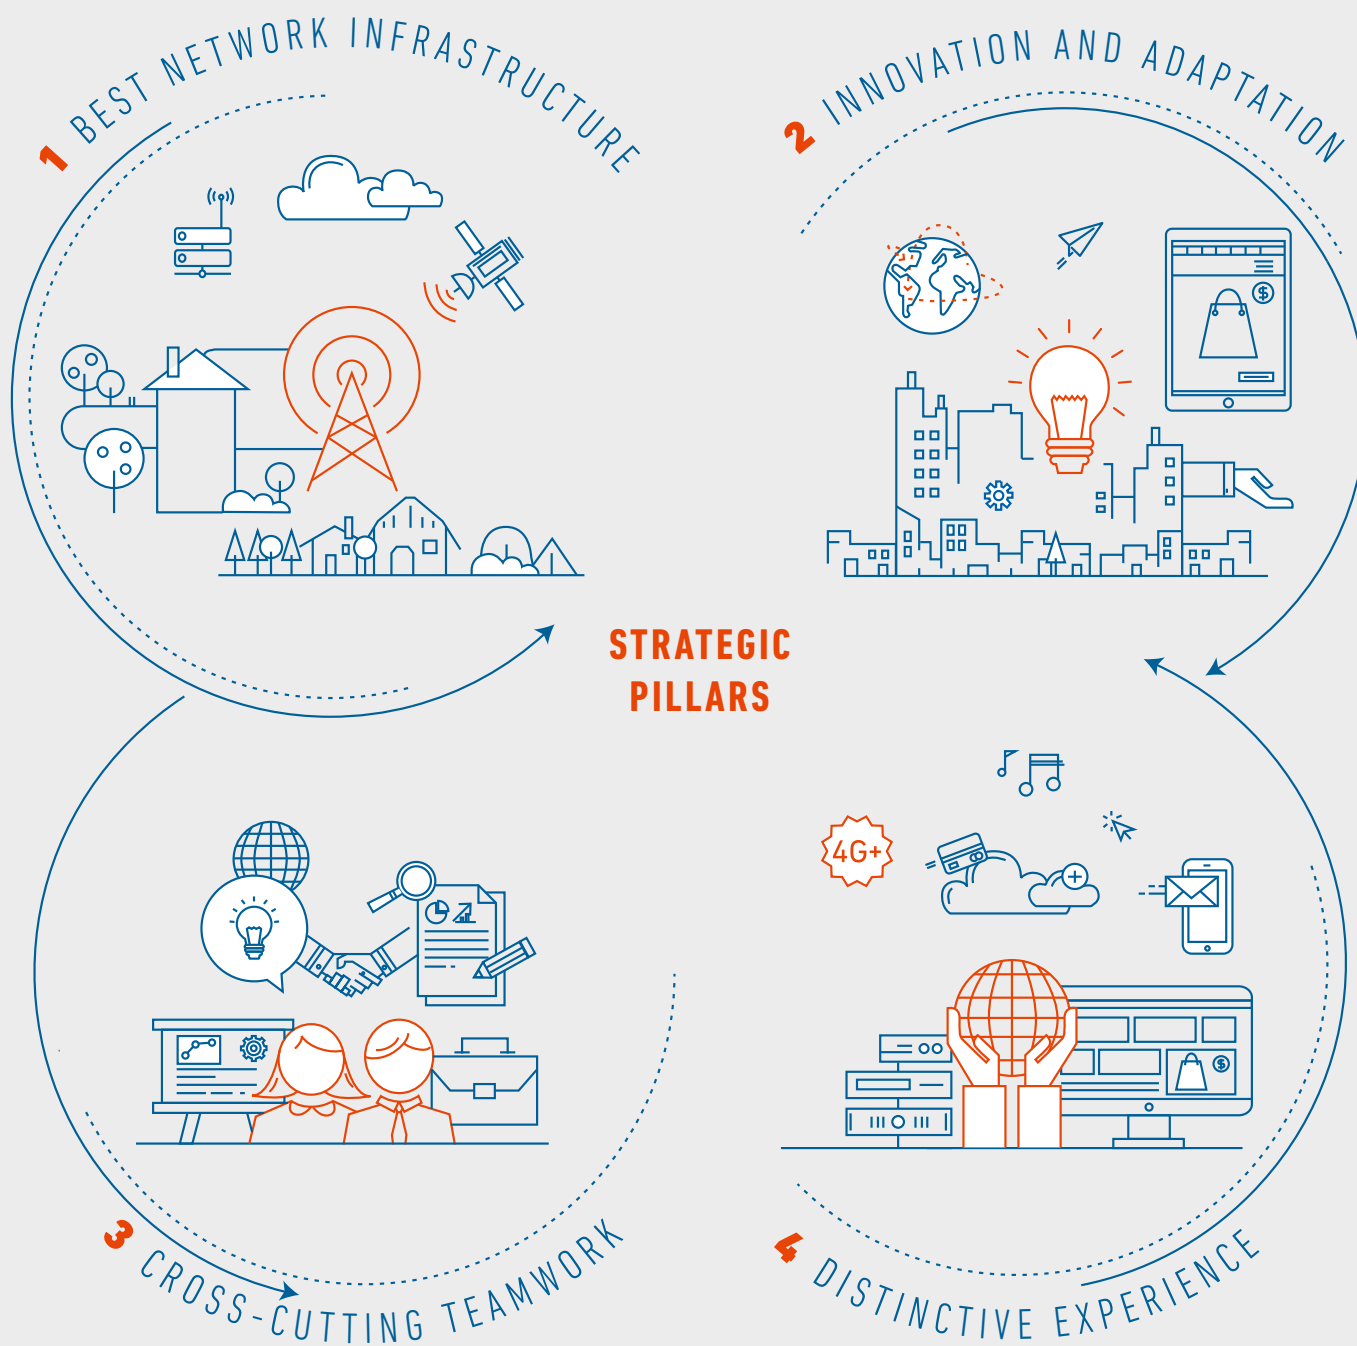 1 BEST NETWORK INFRASTRUCTURE
2 INNOVATION AND ADAPTATION
$
STRATEGIC
PILLARS
4G+
$
3 CROSS-CUTTING TEAMWORK
4 DISTINCTIVE EXPERIENCE